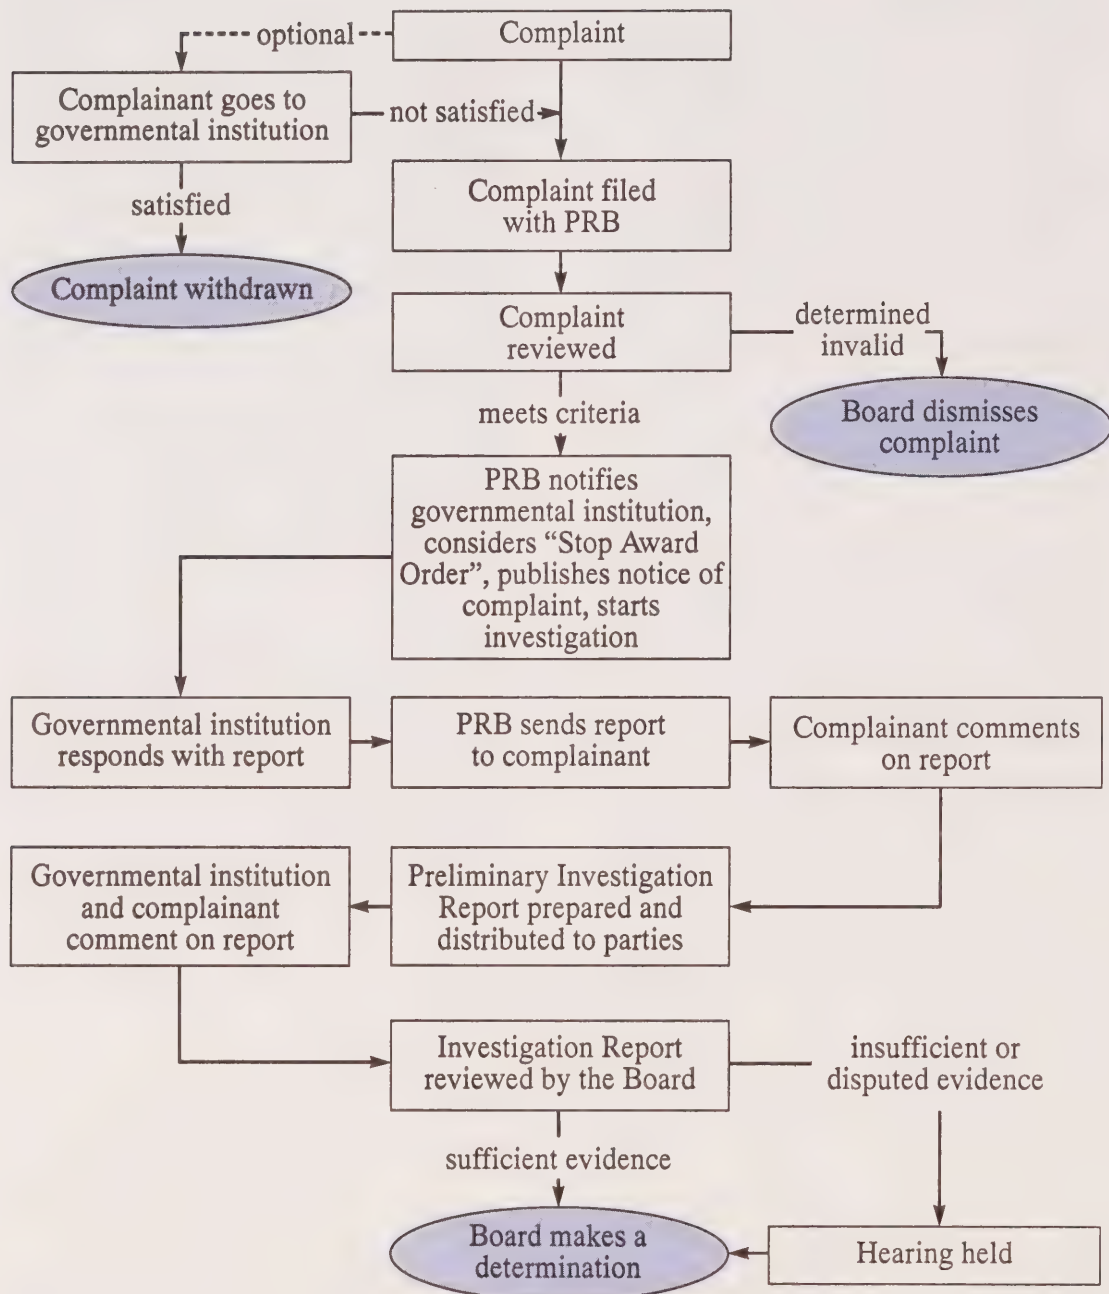 optional
Complaint
Complainant goes to
governmental institution
not satisfied
satisfied
Complaint filed
with PRB
Complaint withdrawn
Complaint
reviewed
determined
invalid
Board dismisses
complaint
meets criteria
PRB notifies
governmental institution,
considers “Stop Award
Order”, publishes notice of
complaint, starts
investigation
Governmental institution
responds with report
PRB sends report
to complainant
Complainant comments
on report
Governmental institution
and complainant
comment on report
Preliminary Investigation
Report prepared and
distributed to parties
Investigation Report
reviewed by the Board
insufficient or
disputed evidence
sufficient evidence
Board makes a
determination
Hearing held